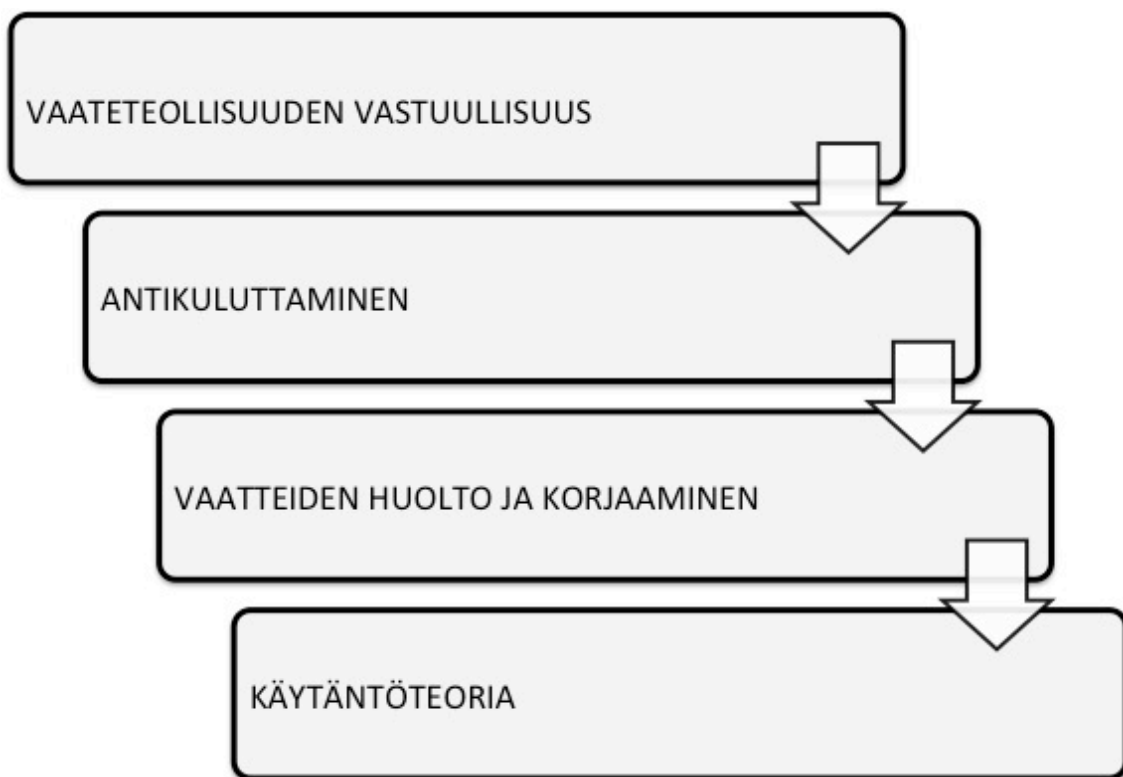 VAATETEOLLISUUDEN VASTUULLISUUS
ANTIKULUTTAMINEN
VAATTEIDEN HUOLTO JA KORJAAMINEN
KÄYTÄNTÖTEORIA